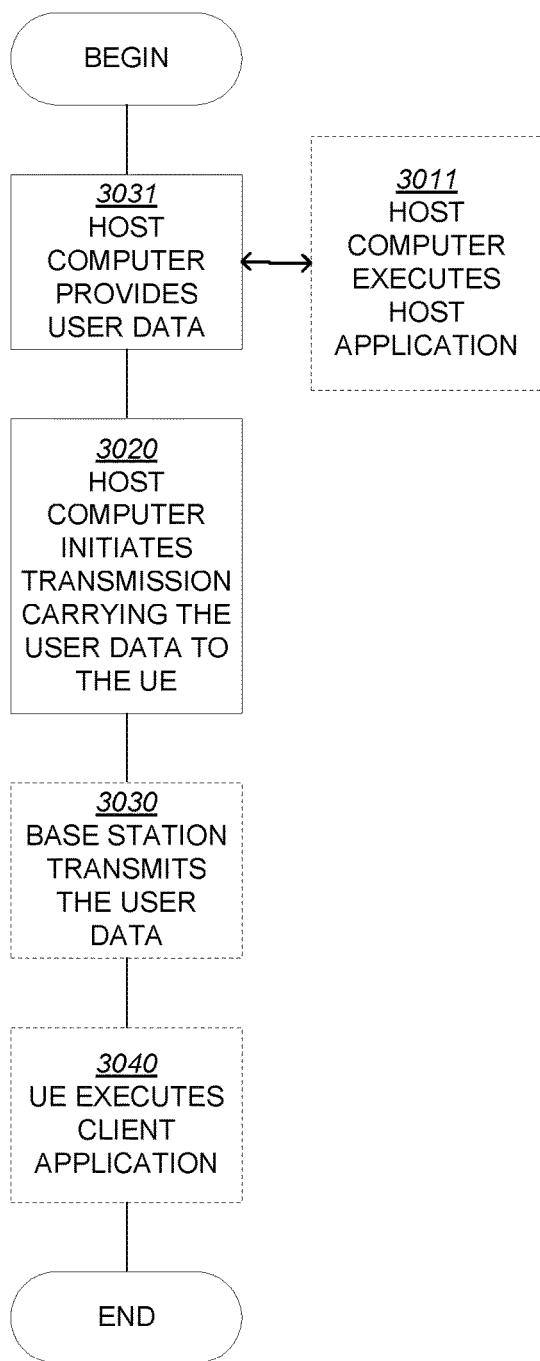 BEGIN
3031
HOST
COMPUTER
PROVIDES
USER DATA
3011
HOST
COMPUTER
EXECUTES
HOST
APPLICATION
3020
HOST
COMPUTER
INITIATES
TRANSMISSION
CARRYING THE
USER DATA TO
THE UE
3030
BASE STATION
TRANSMITS
THE USER
DATA
3040
UE EXECUTES
CLIENT
APPLICATION
END